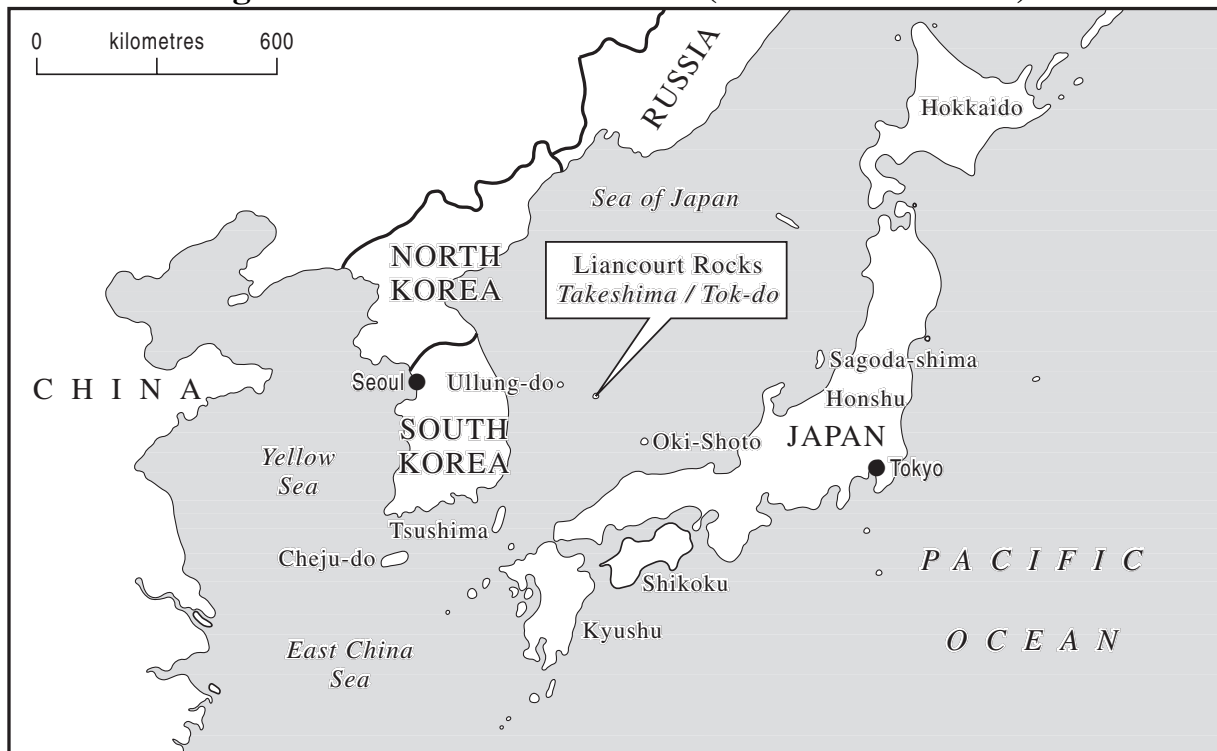 0 kilometres 600
RUSSIA
Hokkaido
Sea of Japan
NORTH
KOREA
Liancourt Rocks
Takeshima / Tok-do
Sagoda-shima
CHINA
Seoul
Ullung-do
Honshu
SOUTH
KOREA
Oki-Shoto
JAPAN
Tokyo
Yellow
Sea
Tsushima
Cheju-do
Shikoku
PACIFIC
OCEAN
Kyushu
East China
Sea